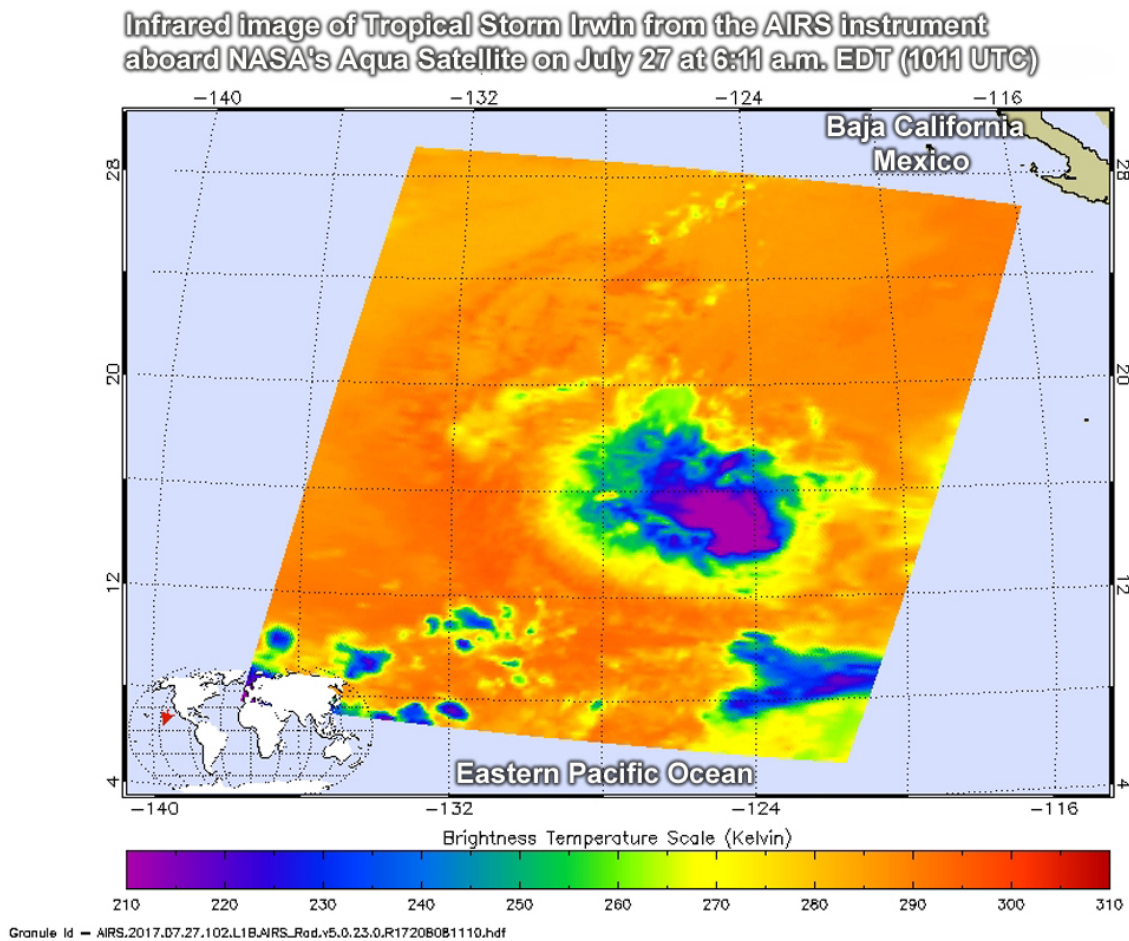 Infrared image of Tropical Storm Irwin from the AIRS instrument
aboard NASA's Aqua Satellite on July 27 at 6:11 a.m. EDT (1011 UTC)
−140 −132 −124 −116
Baja California
Mexico
28 28
20 20
12 12
4 4
Eastern Pacific Ocean
−140 −132 −124 −116
Brightness Temperature Scale (Kelvin)
210 220 230 240 250 260 270 280 290 300 310
Granule Id − AIRS.2017.07.27.102.L1B.AIRS_Rad.v5.0.23.0.R17208081110.hdf